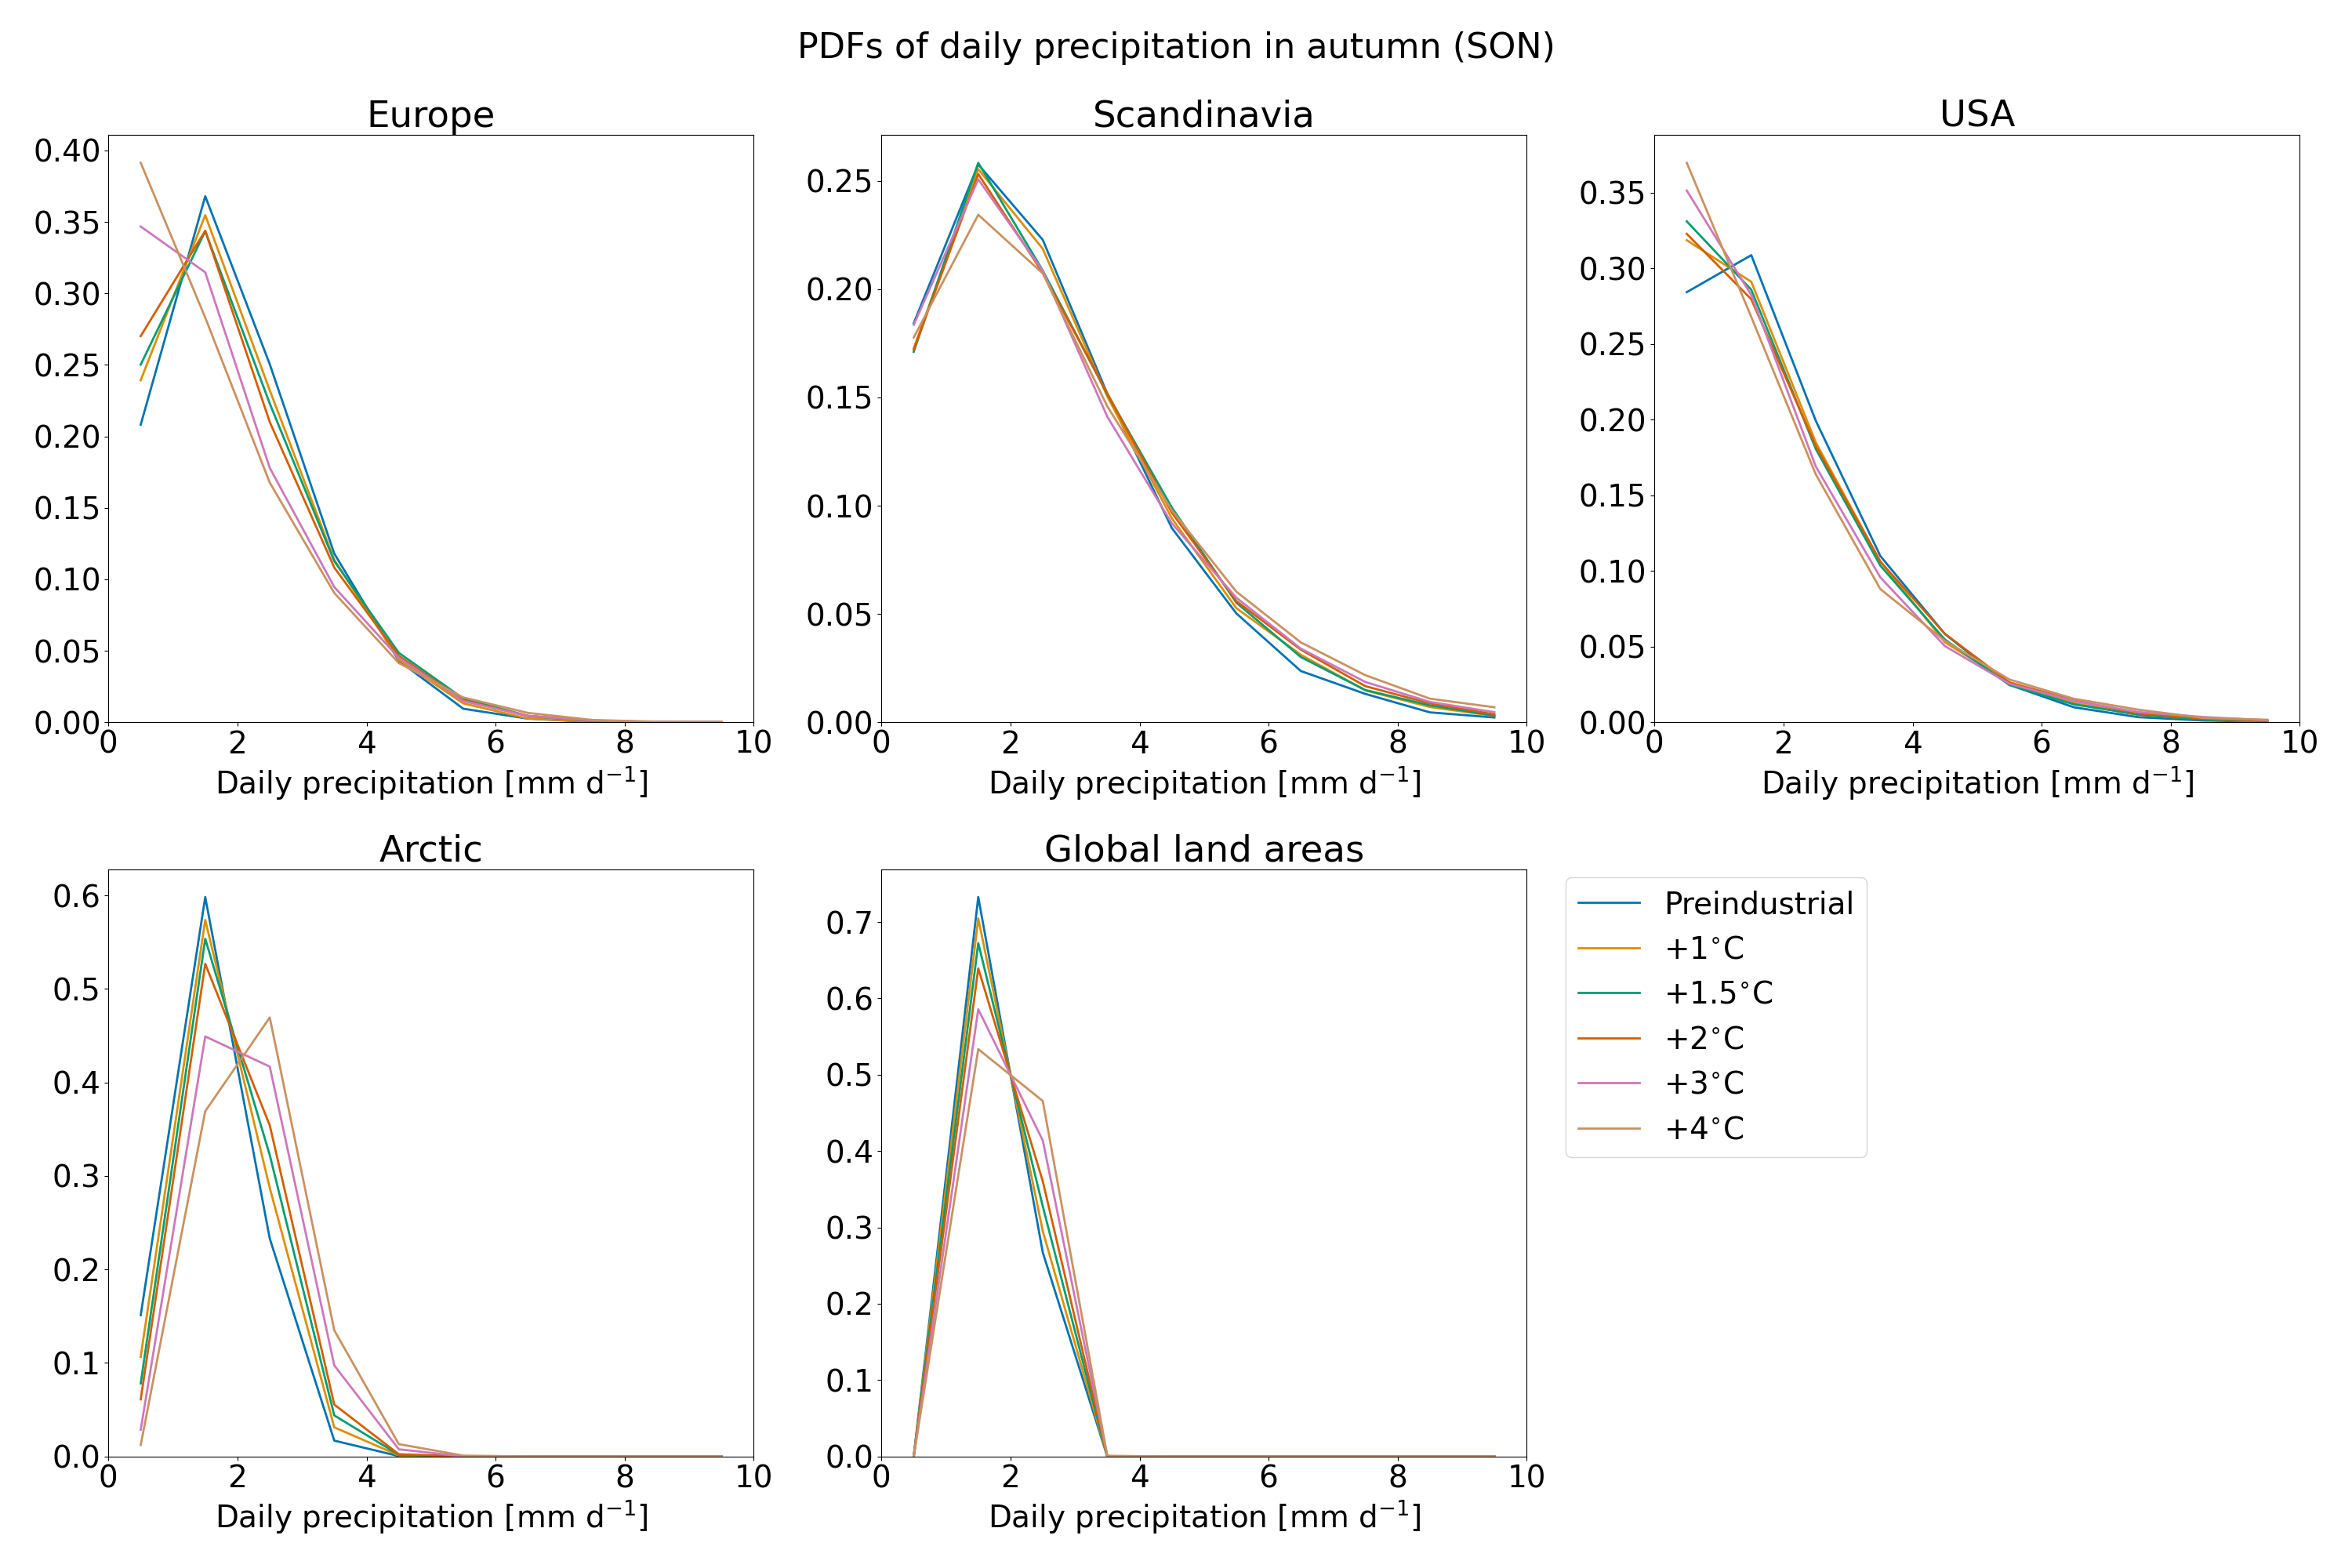 PDFs of daily precipitation in autumn (SON)
Europe
0.40
0.35
0.30
0.25
0.20
0.15
0.10
0.05
0.00
0 2 4 6 8 10
Daily precipitation [mm d⁻¹]
Scandinavia
0.25
0.20
0.15
0.10
0.05
0.00
0 2 4 6 8 10
Daily precipitation [mm d⁻¹]
USA
0.35
0.30
0.25
0.20
0.15
0.10
0.05
0.00
0 2 4 6 8 10
Daily precipitation [mm d⁻¹]
Arctic
0.6
0.5
0.4
0.3
0.2
0.1
0.0
0 2 4 6 8 10
Daily precipitation [mm d⁻¹]
Global land areas
0.7
0.6
0.5
0.4
0.3
0.2
0.1
0.0
0 2 4 6 8 10
Daily precipitation [mm d⁻¹]
Preindustrial
+1°C
+1.5°C
+2°C
+3°C
+4°C